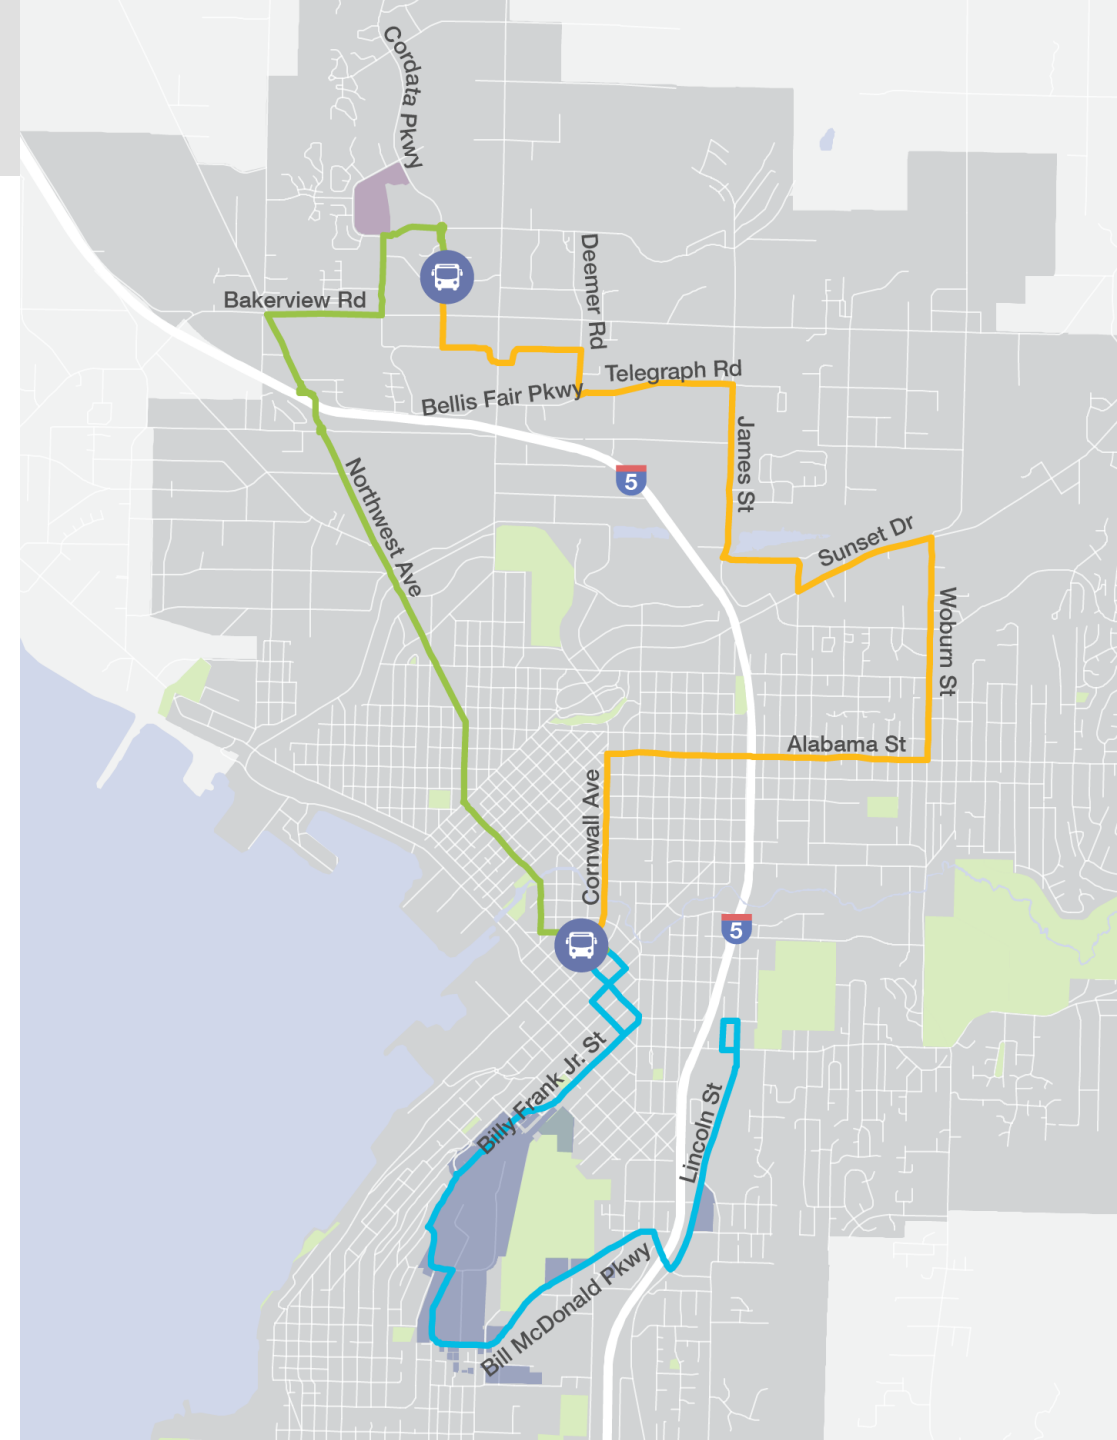 Cordata Pkwy
Deemer Rd
Bakerview Rd
Telegraph Rd
Bellis Fair Pkwy
James St
Northwest Ave
5
Sunset Dr
Woburn St
Alabama St
Cornwall Ave
5
Billy Frank Jr. St
Lincoln St
Bill McDonald Pkwy